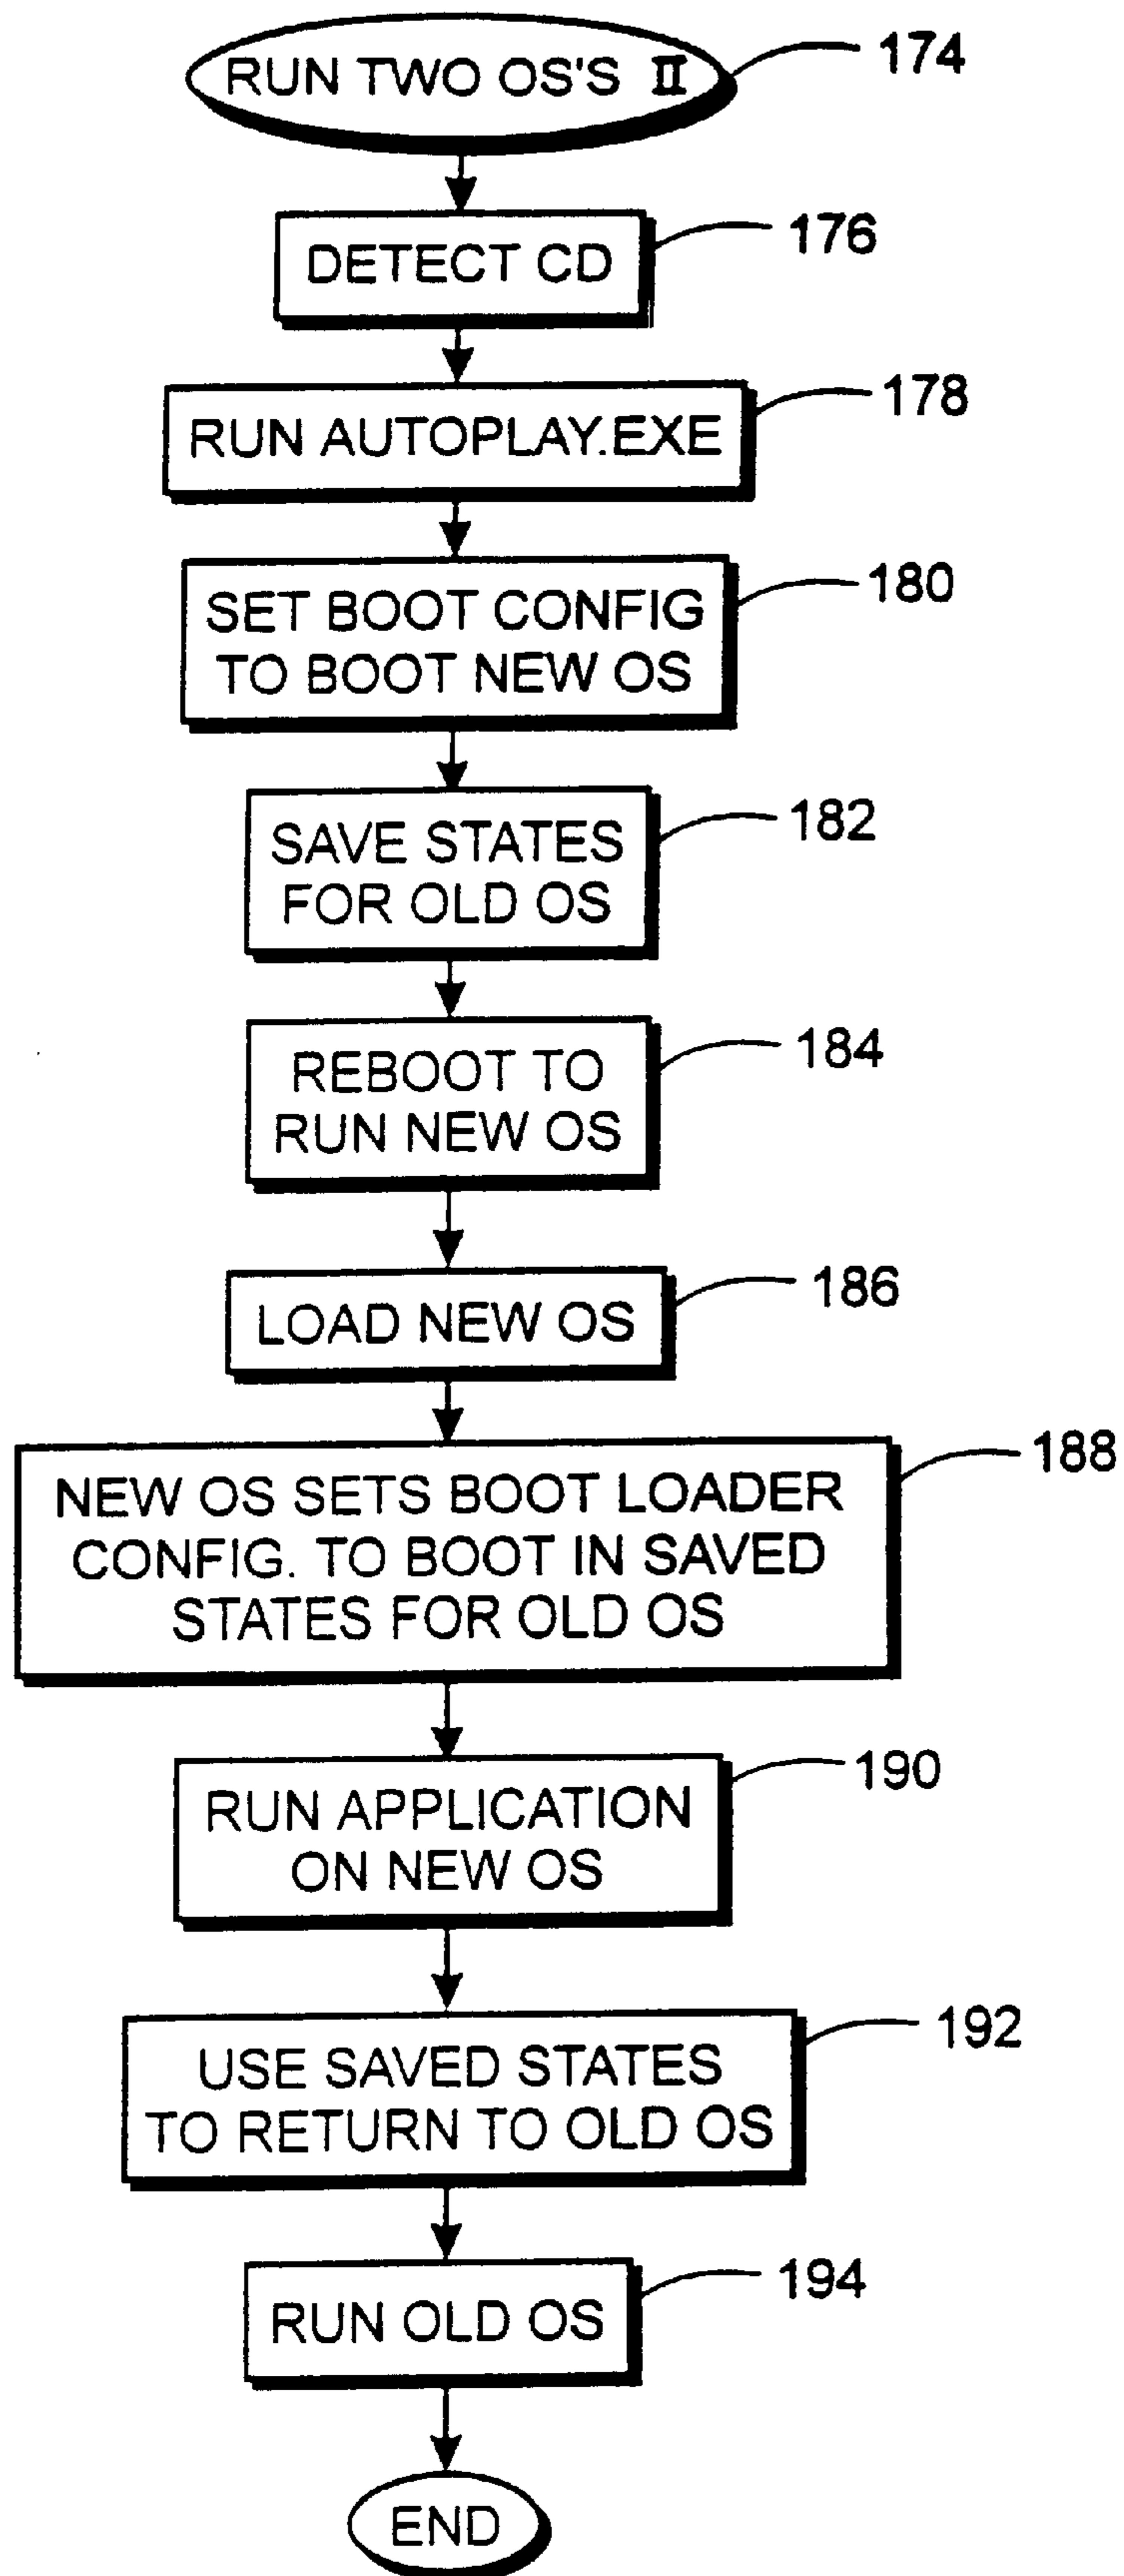 RUN TWO OS'S II
174
DETECT CD
176
RUN AUTOPLAY.EXE
178
SET BOOT CONFIG
TO BOOT NEW OS
180
SAVE STATES
FOR OLD OS
182
REBOOT TO
RUN NEW OS
184
LOAD NEW OS
186
NEW OS SETS BOOT LOADER
CONFIG. TO BOOT IN SAVED
STATES FOR OLD OS
188
RUN APPLICATION
ON NEW OS
190
USE SAVED STATES
TO RETURN TO OLD OS
192
RUN OLD OS
194
END